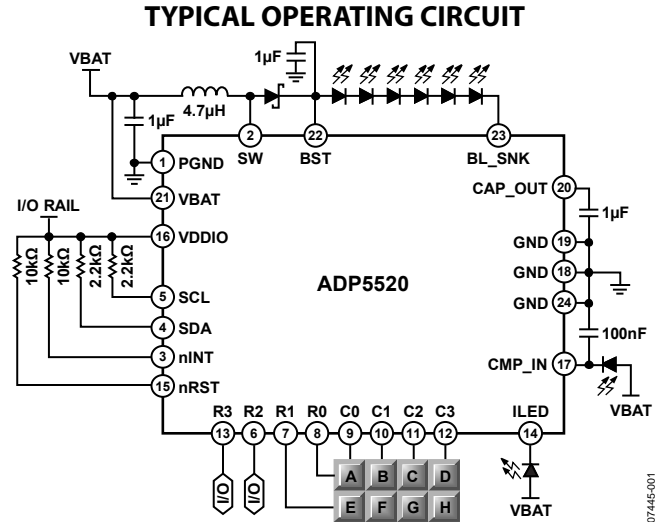 TYPICAL OPERATING CIRCUIT
VBAT
1µF
4.7µH
1µF
2
SW
22
BST
23
BL_SNK
1 PGND
21 VBAT
I/O RAIL
16 VDDIO
10kΩ
10kΩ
2.2kΩ
2.2kΩ
5 SCL
4 SDA
3 nINT
15 nRST
ADP5520
CAP_OUT 20
1µF
GND 19
GND 18
GND 24
100nF
CMP_IN 17
VBAT
R3 R2 R1 R0 C0 C1 C2 C3 ILED
13 6 7 8 9 10 11 12 14
I/O I/O
A B C D
E F G H
VBAT
07445-001